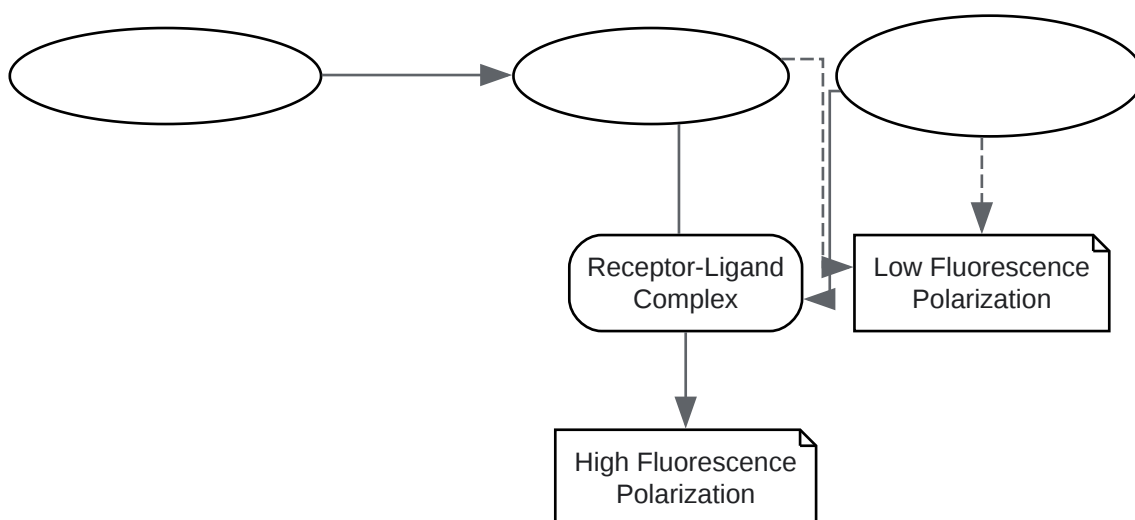 Receptor-Ligand
Complex
Low Fluorescence
Polarization
High Fluorescence
Polarization